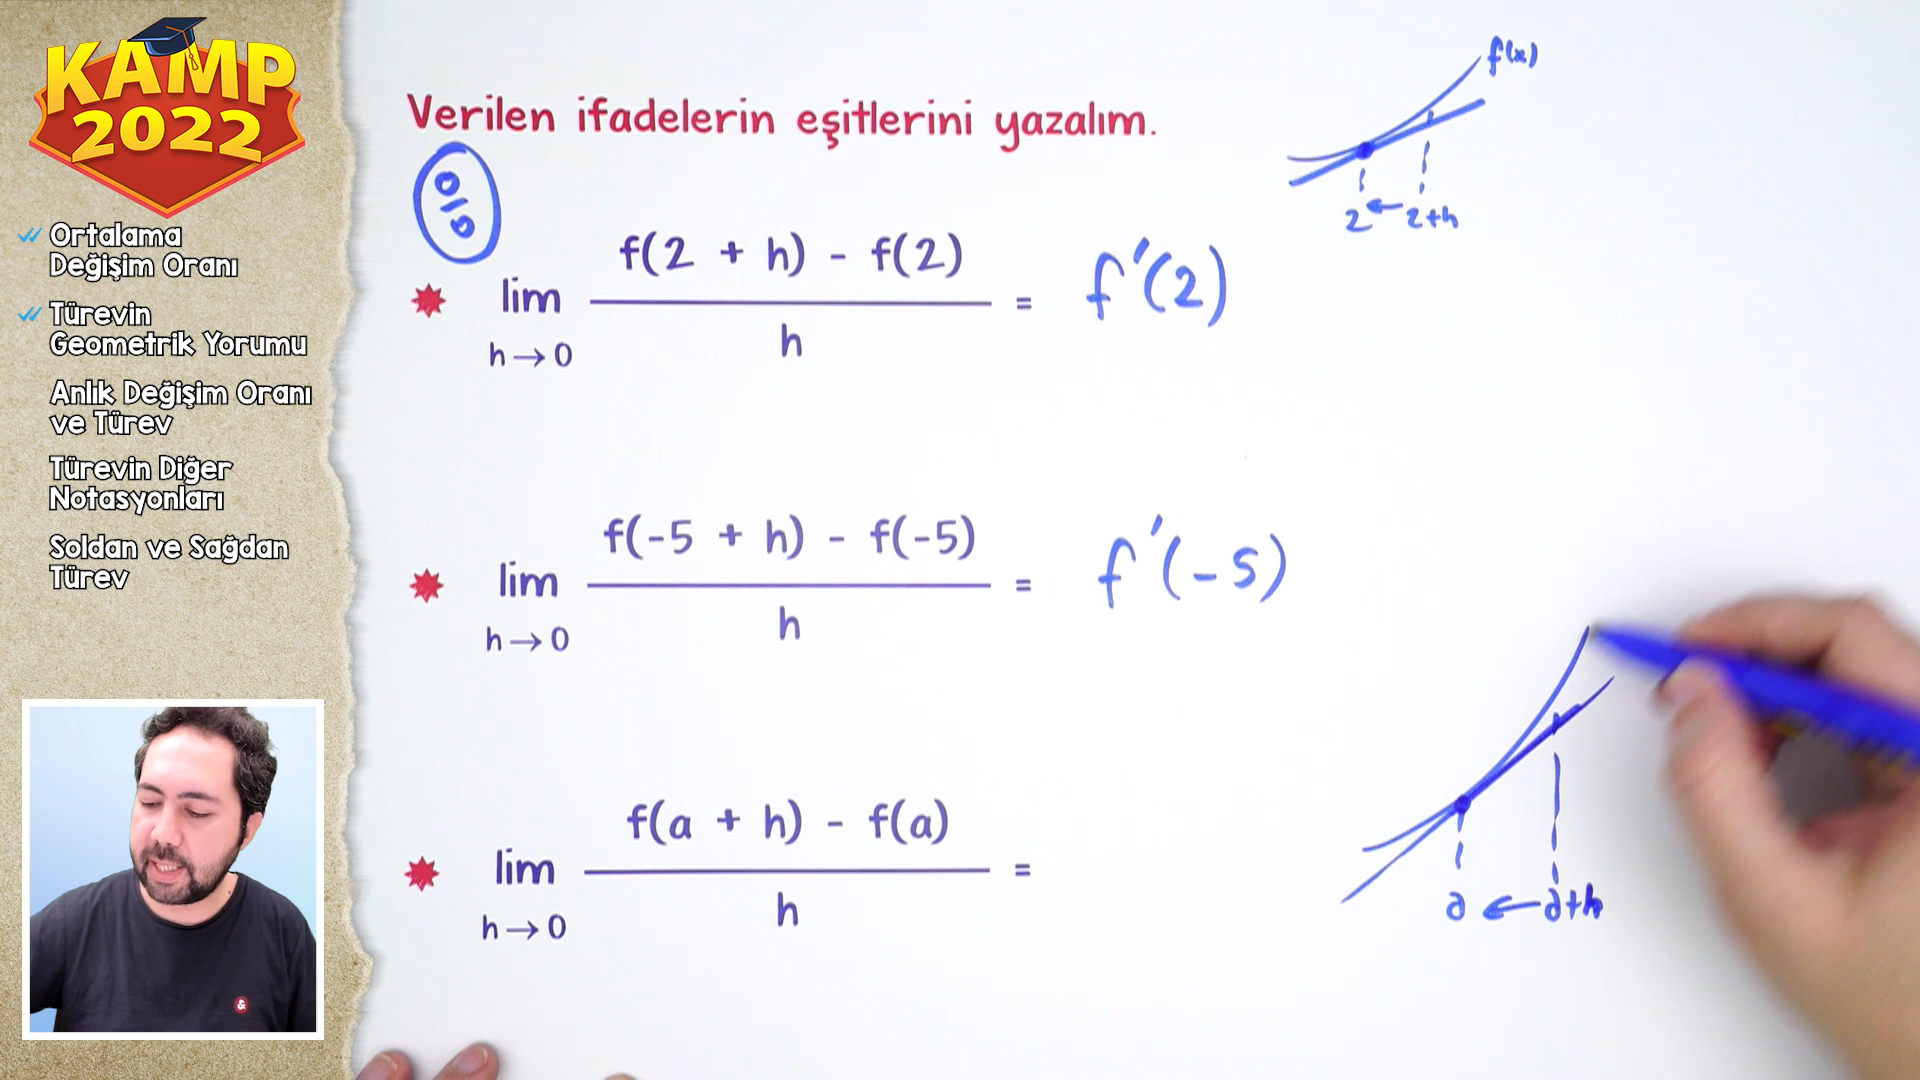 KAMP
2022
Ortalama
Değişim Oranı
Türevin
Geometrik Yorumu
Anlık Değişim Oranı
ve Türev
Türevin Diğer
Notasyonları
Soldan ve Sağdan
Türev
Verilen ifadelerin eşitlerini yazalım.
0/0
lim h→0 (f(2 + h) - f(2))/h = f'(2)
lim h→0 (f(-5 + h) - f(-5))/h = f'(-5)
lim h→0 (f(a + h) - f(a))/h =
f(x)
2 ← 2+h
a ← a+h
&